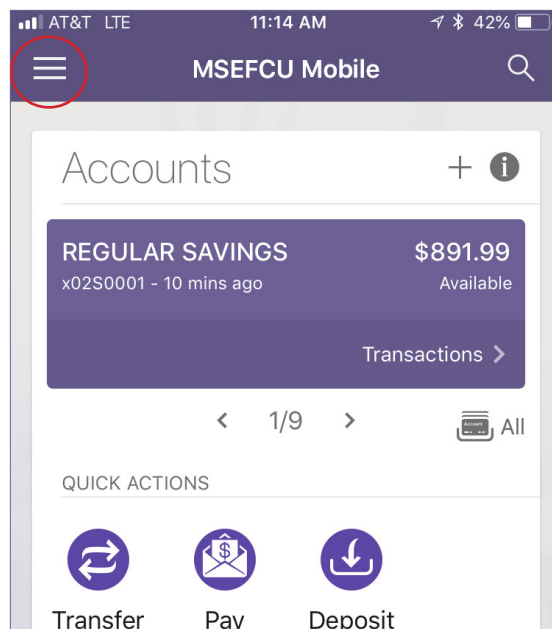 AT&T LTE 11:14 AM 42%
MSEFCU Mobile
Accounts
REGULAR SAVINGS $891.99
x02S0001 - 10 mins ago Available
Transactions
1/9 All
QUICK ACTIONS
$
Transfer Pay Deposit